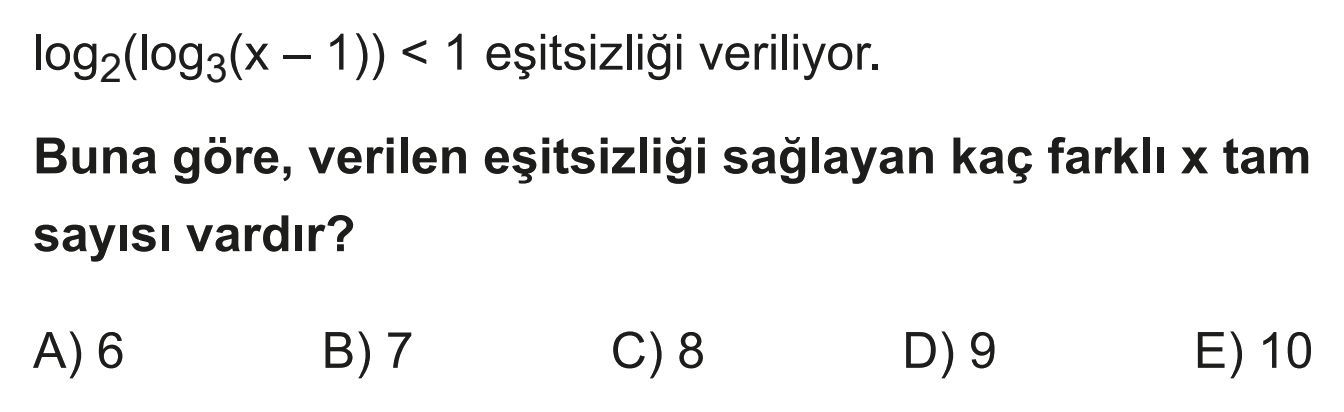 log₂(log₃(x – 1)) < 1 eşitsizliği veriliyor.
Buna göre, verilen eşitsizliği sağlayan kaç farklı x tam
sayısı vardır?
A) 6 B) 7 C) 8 D) 9 E) 10